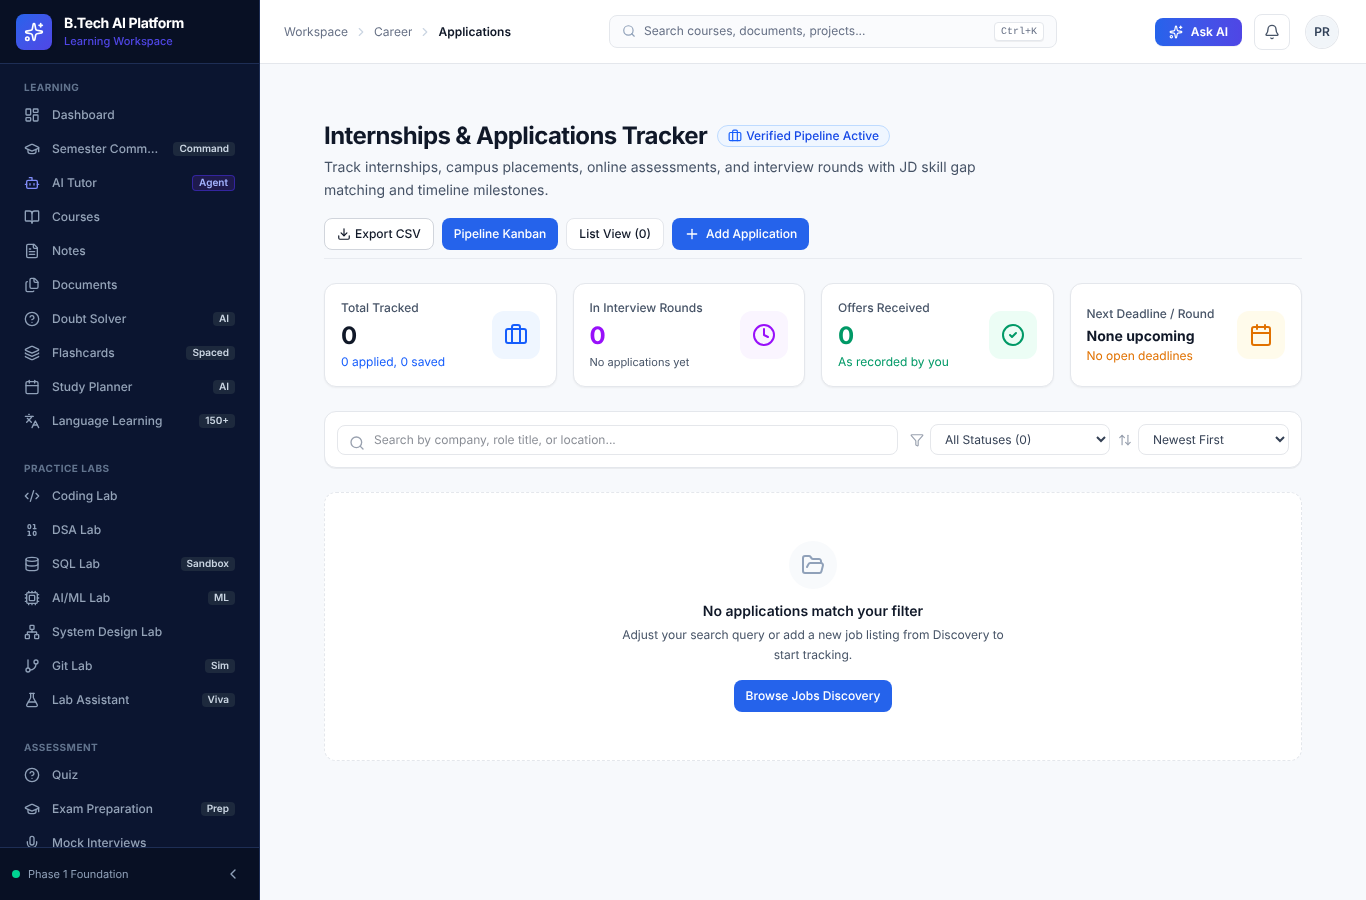 B.Tech AI Platform
Learning Workspace
LEARNING
Dashboard
Semester Comm... Command
AI Tutor Agent
Courses
Notes
Documents
Doubt Solver AI
Flashcards Spaced
Study Planner AI
Language Learning 150+
PRACTICE LABS
Coding Lab
DSA Lab
SQL Lab Sandbox
AI/ML Lab ML
System Design Lab
Git Lab Sim
Lab Assistant Viva
ASSESSMENT
Quiz
Exam Preparation Prep
Mock Interviews
Phase 1 Foundation
Workspace > Career > Applications
Search courses, documents, projects... Ctrl+K
Ask AI
PR
Internships & Applications Tracker Verified Pipeline Active
Track internships, campus placements, online assessments, and interview rounds with JD skill gap
matching and timeline milestones.
Export CSV Pipeline Kanban List View (0) Add Application
Total Tracked
0
0 applied, 0 saved
In Interview Rounds
0
No applications yet
Offers Received
0
As recorded by you
Next Deadline / Round
None upcoming
No open deadlines
Search by company, role title, or location... All Statuses (0) Newest First
No applications match your filter
Adjust your search query or add a new job listing from Discovery to
start tracking.
Browse Jobs Discovery